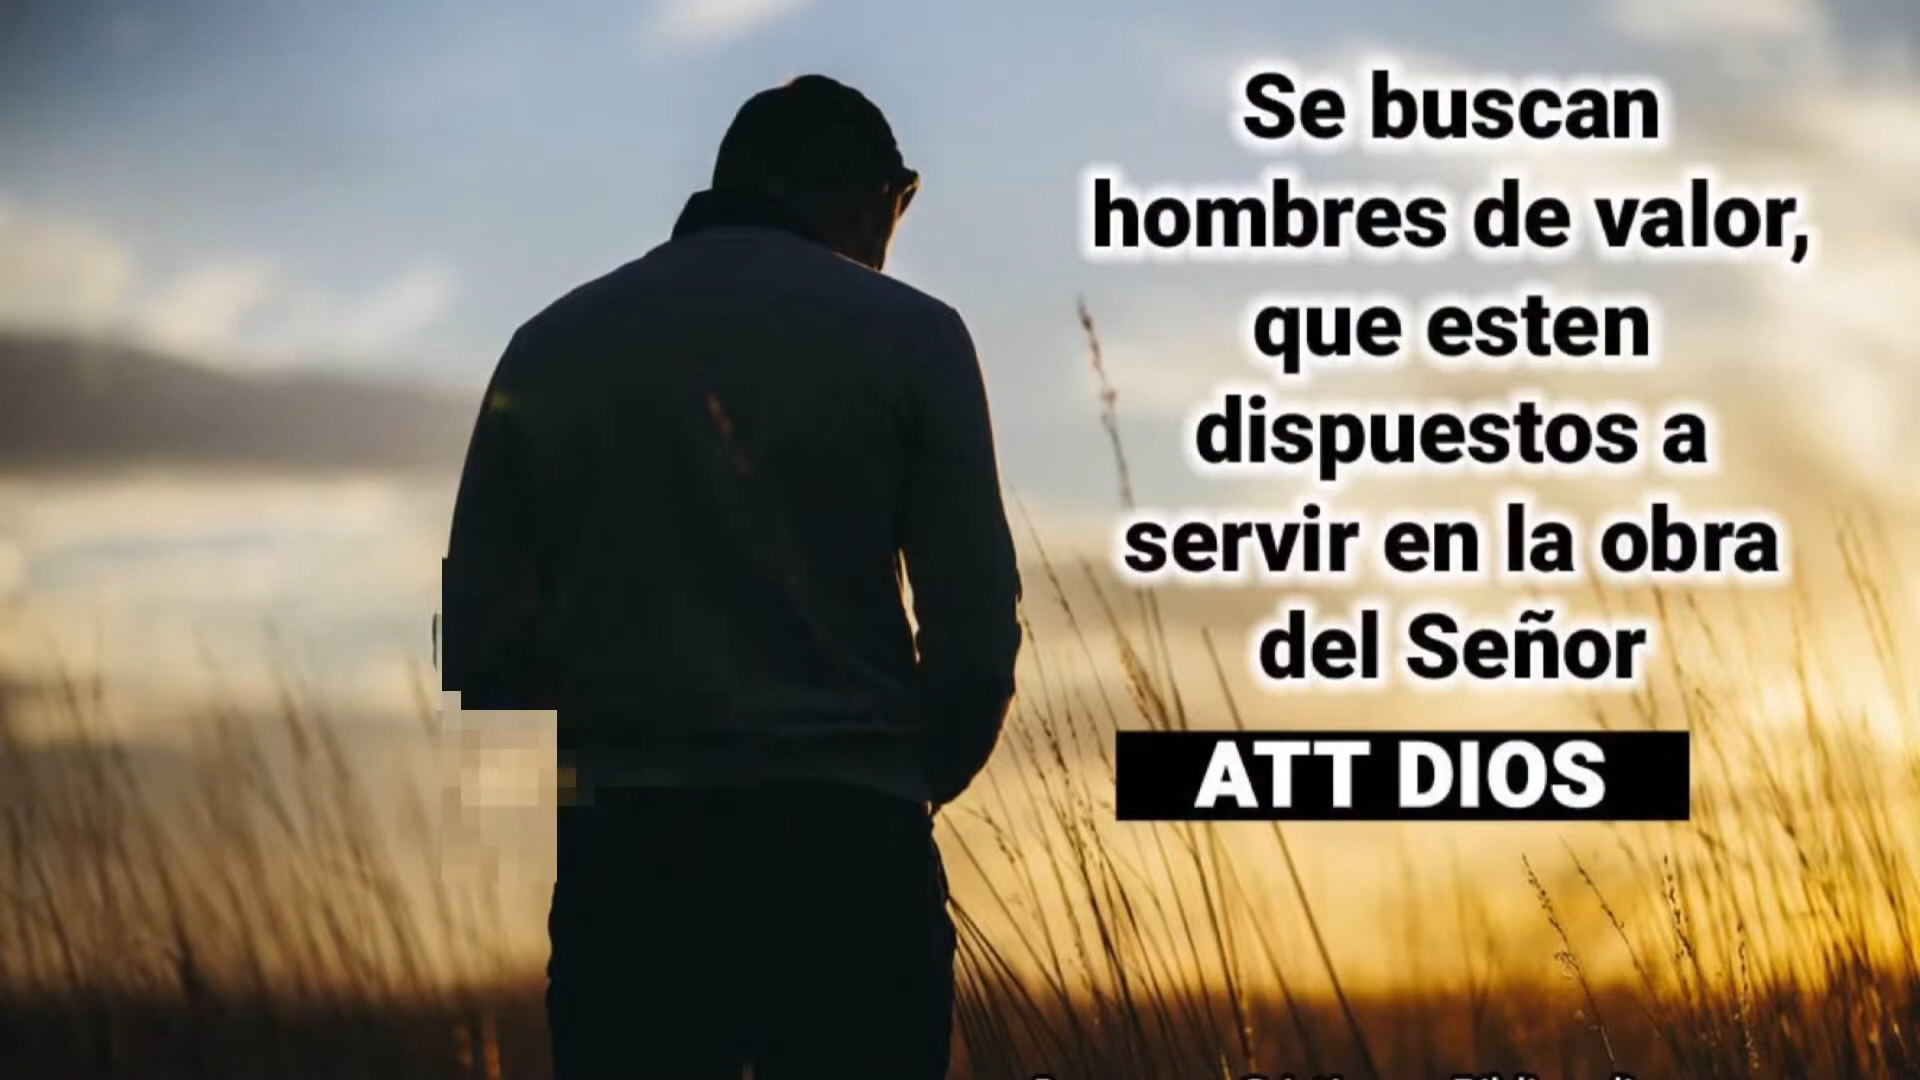 Se buscan
hombres de valor,
que esten
dispuestos a
servir en la obra
del Señor
ATT DIOS